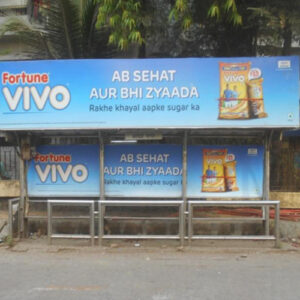 Fortune
VIVO
AB SEHAT
AUR BHI ZYAADA
Rakhe khayal aapke sugar ka
Fortune
VIVO
AB SEHAT
AUR BHI ZYAADA
Rakhe khayal aapke sugar ka